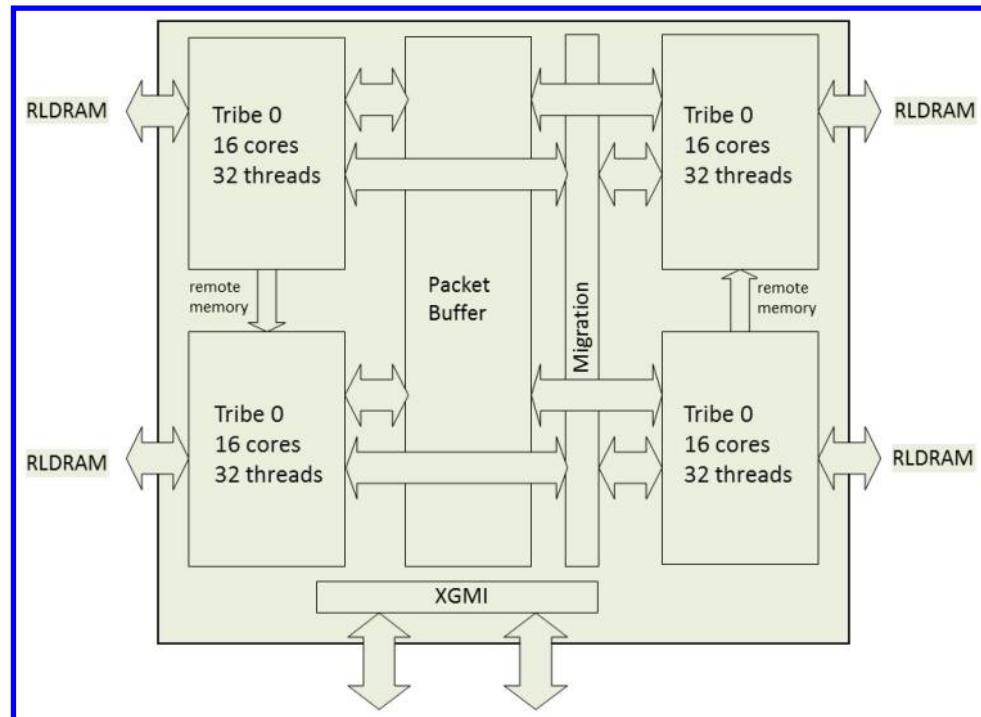 RLDRAM
Tribe 0
16 cores
32 threads
Tribe 0
16 cores
32 threads
RLDRAM
remote
memory
Packet
Buffer
Migration
remote
memory
RLDRAM
Tribe 0
16 cores
32 threads
Tribe 0
16 cores
32 threads
RLDRAM
XGMI